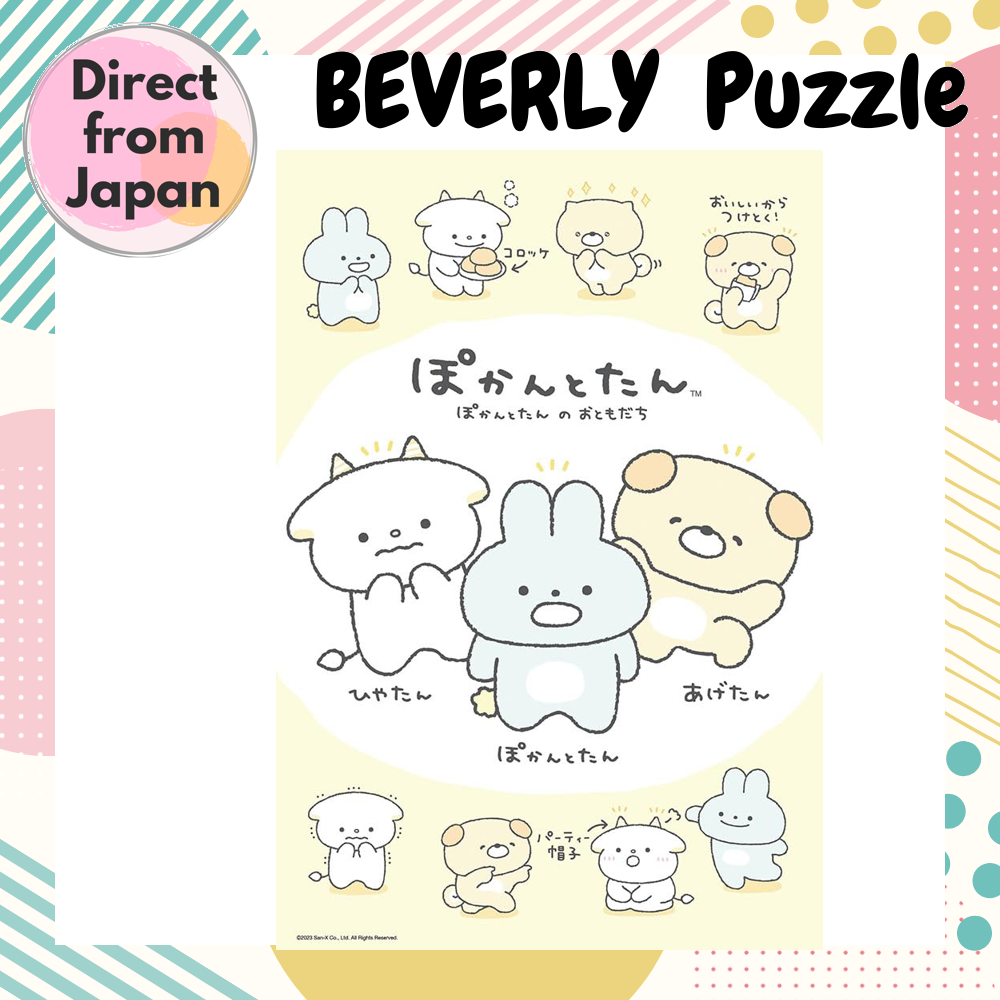 Direct
from
Japan
BEVERLY Puzzle
コロッケ
おいしいから
つけとく!
ぽかんとたん™
ぽかんとたん の おともだち
ひやたん
あげたん
ぽかんとたん
パーティー
帽子
©2023 San-X Co., Ltd. All Rights Reserved.